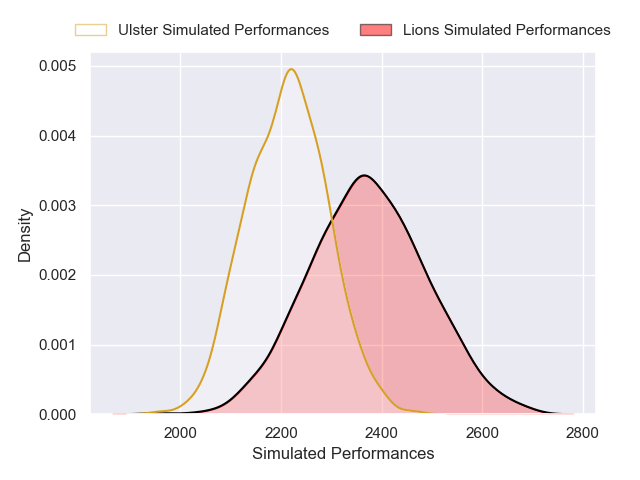 Ulster Simulated Performances
Lions Simulated Performances
0.005
0.004
0.003
0.002
0.001
0.000
Density
2000
2200
2400
2600
2800
Simulated Performances